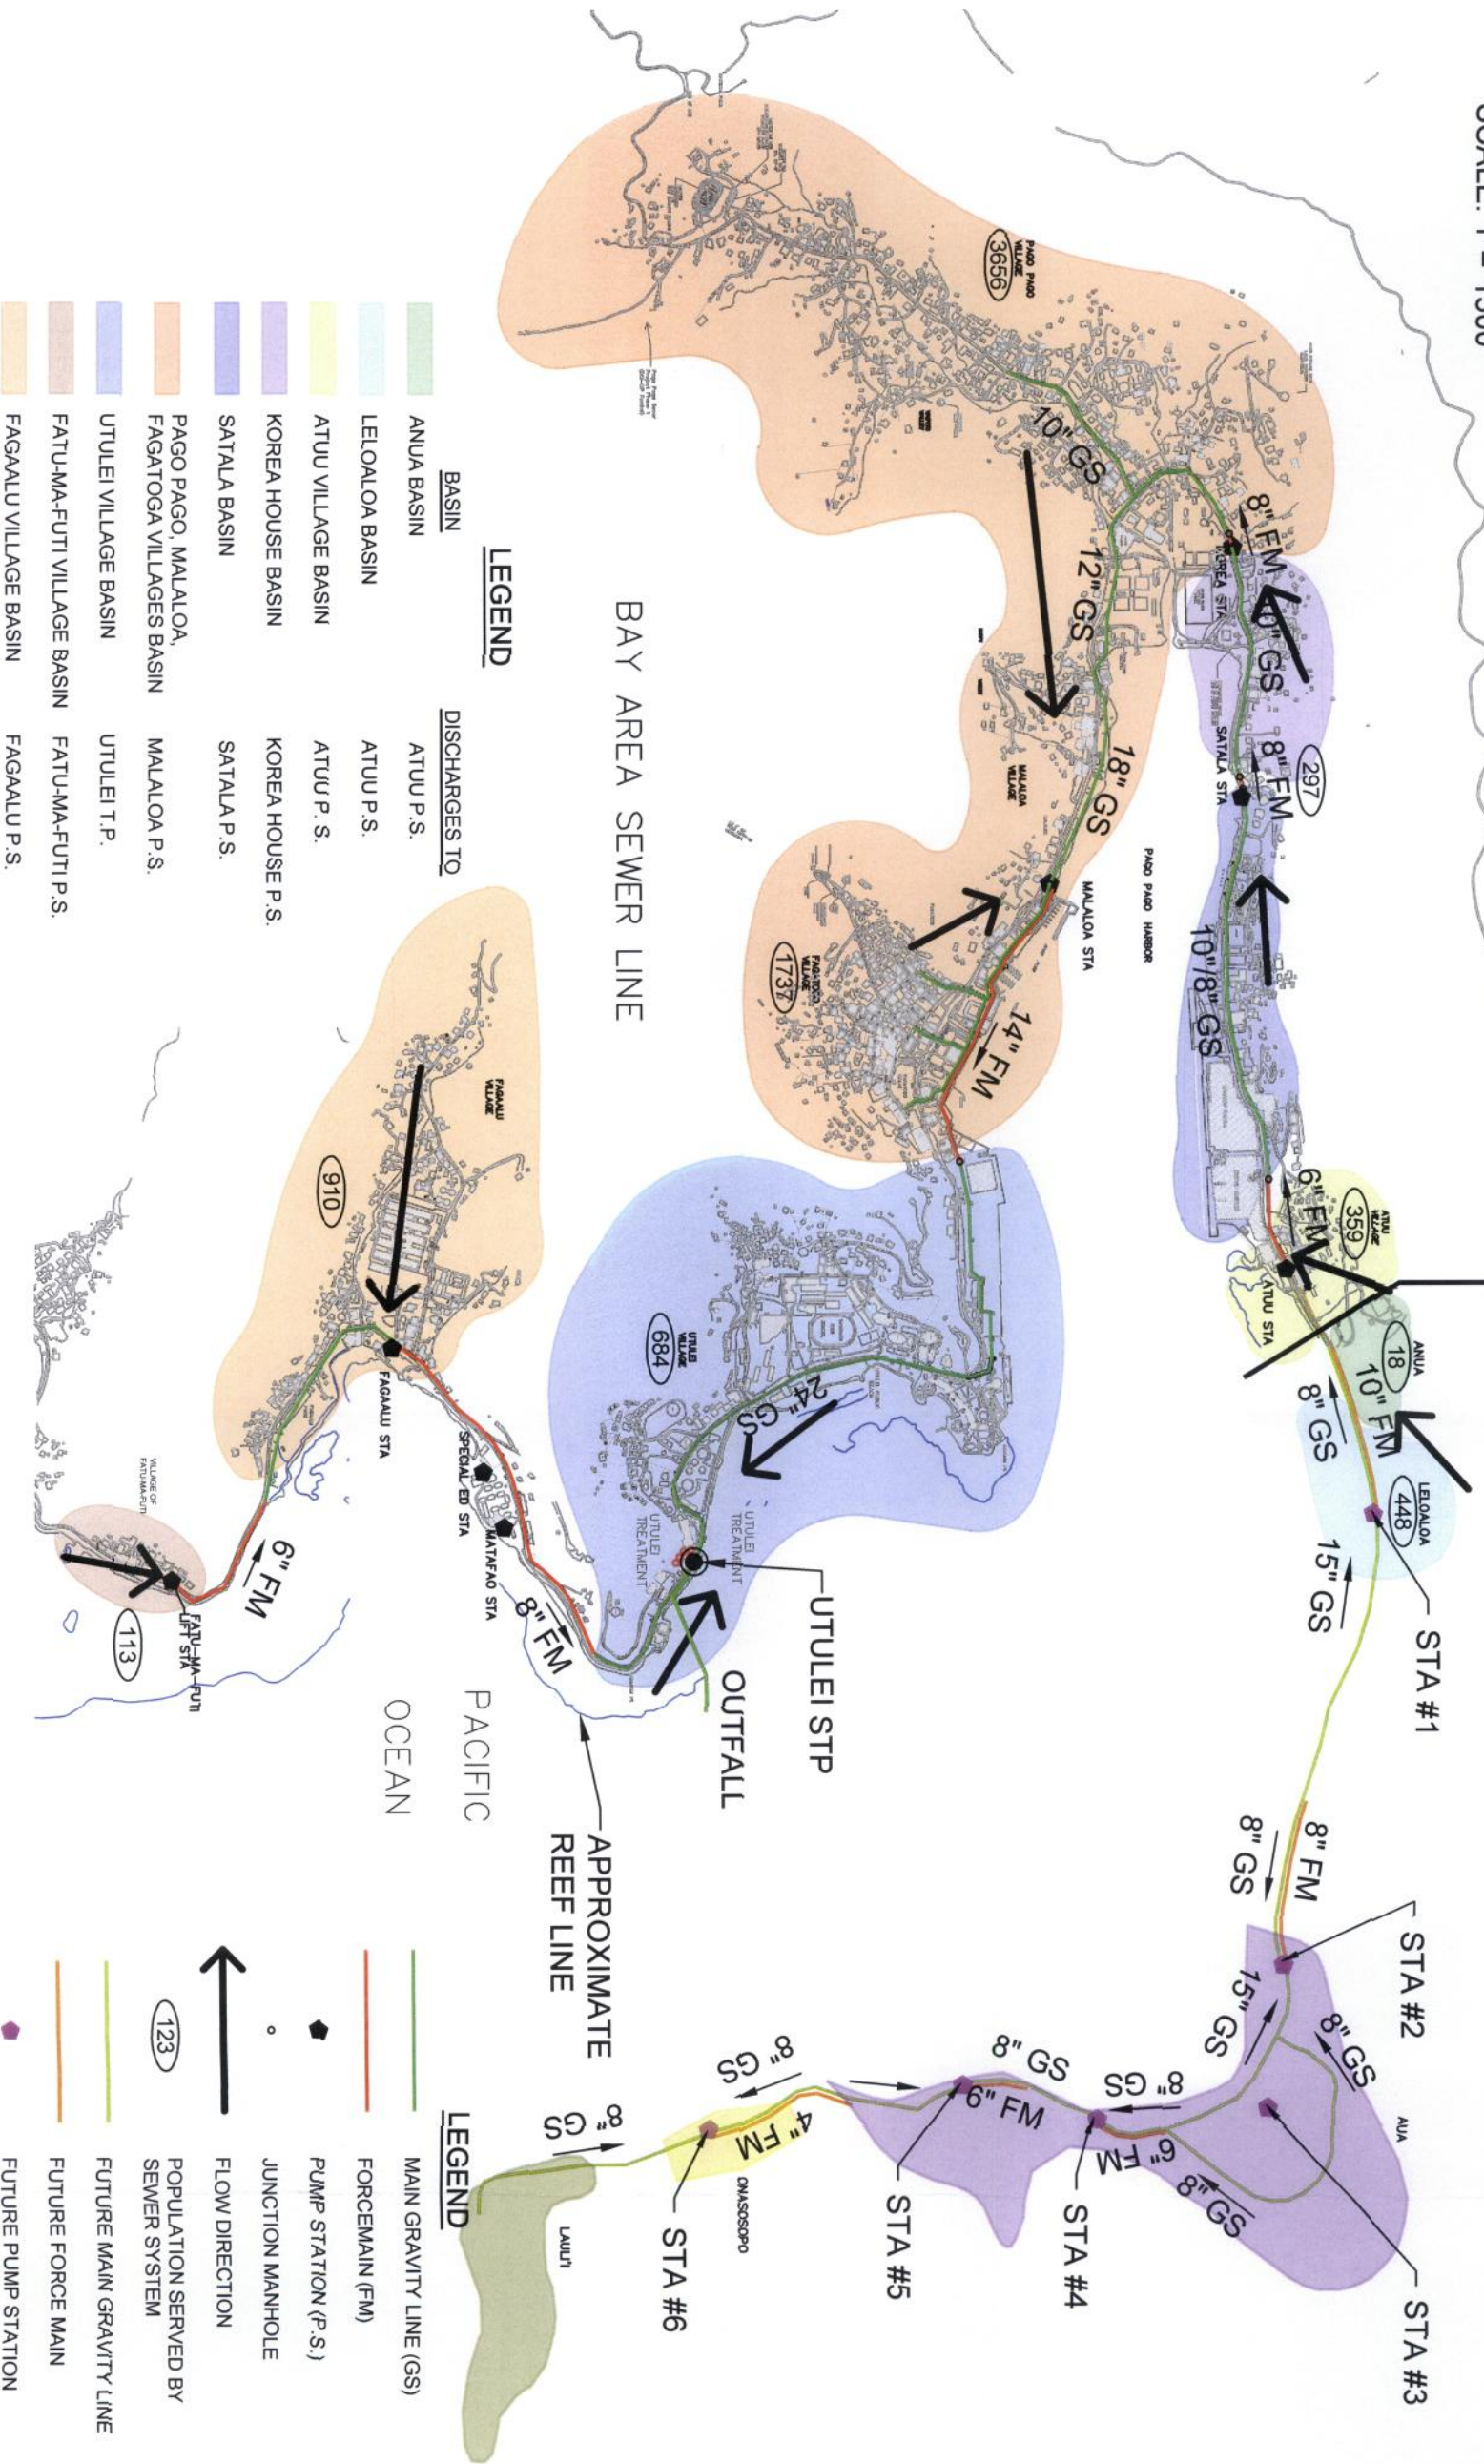 PAGO PAGO
VILLAGE
3656
10" GS
12" GS
18" GS
8" FM
KOREA STA
10" GS
SATALA STA
8" FM
297
10"/8" GS
6" FM
ATUU
VILLAGE
359
ATUU STA
ANUA
18
10" FM
8" GS
LELOALOA
448
15" GS
STA #1
8" FM
8" GS
STA #2
15" GS
8" GS
AUA
STA #3
8" GS
6" FM
8" GS
STA #4
8" GS
6" FM
STA #5
4" FM
8" GS
ONASOSOPO
STA #6
8" GS
LAULI'I
MALALOA
VILLAGE
PAGO PAGO HARBOR
MALALOA STA
FAGATOGO
VILLAGE
1737
14" FM
UTULEI
VILLAGE
684
24" GS
UTULEI
TREATMENT
UTULEI
TREATMENT
UTULEI STP
OUTFALL
APPROXIMATE
REEF LINE
PACIFIC
OCEAN
BAY AREA SEWER LINE
FAGAALU
VILLAGE
910
FAGAALU STA
SPECIAL ED STA
MATAFAO STA
8" FM
6" FM
VILLAGE OF
FATU-MA-FUTI
FATU-MA-FUTI
LIFT STA
113
LEGEND
BASIN DISCHARGES TO
ANUA BASIN ATUU P.S.
LELOALOA BASIN ATUU P.S.
ATUU VILLAGE BASIN ATUU P. S.
KOREA HOUSE BASIN KOREA HOUSE P.S.
SATALA BASIN SATALA P.S.
PAGO PAGO, MALALOA,
FAGATOGA VILLAGES BASIN MALALOA P.S.
UTULEI VILLAGE BASIN UTULEI T.P.
FATU-MA-FUTI VILLAGE BASIN FATU-MA-FUTI P.S.
FAGAALU VILLAGE BASIN FAGAALU P.S.
LEGEND
MAIN GRAVITY LINE (GS)
FORCEMAIN (FM)
PUMP STATION (P.S.)
JUNCTION MANHOLE
FLOW DIRECTION
123
POPULATION SERVED BY
SEWER SYSTEM
FUTURE MAIN GRAVITY LINE
FUTURE FORCE MAIN
FUTURE PUMP STATION